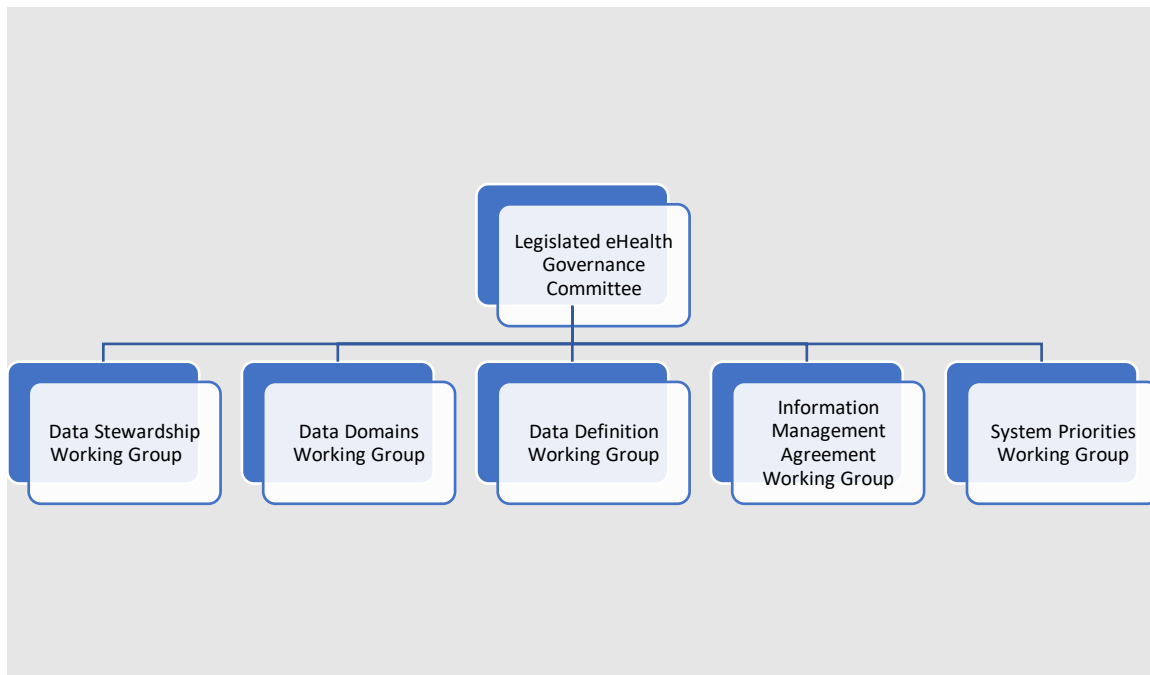 Legislated eHealth
Governance
Committee
Data Stewardship
Working Group
Data Domains
Working Group
Data Definition
Working Group
Information
Management
Agreement
Working Group
System Priorities
Working Group